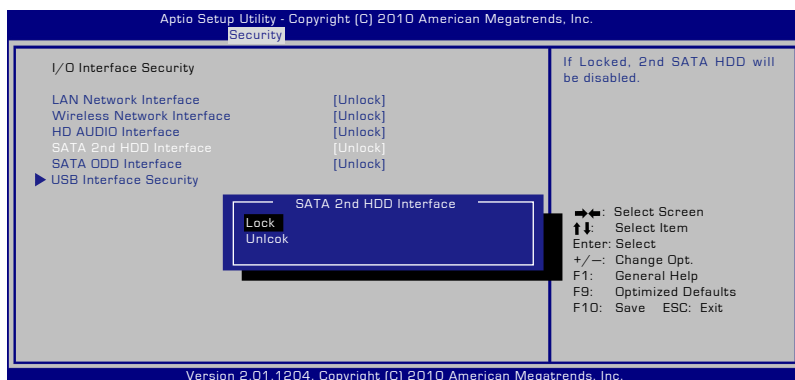 Aptio Setup Utility - Copyright (C) 2010 American Megatrends, Inc.
Security
I/O Interface Security
LAN Network Interface [Unlock]
Wireless Network Interface [Unlock]
HD AUDIO Interface [Unlock]
SATA 2nd HDD Interface [Unlock]
SATA ODD Interface [Unlock]
USB Interface Security
SATA 2nd HDD Interface
Lock
Unlcok
If Locked, 2nd SATA HDD will
be disabled.
→←: Select Screen
↑↓: Select Item
Enter: Select
+/—: Change Opt.
F1: General Help
F9: Optimized Defaults
F10: Save ESC: Exit
Version 2.01.1204. Copyright (C) 2010 American Megatrends, Inc.